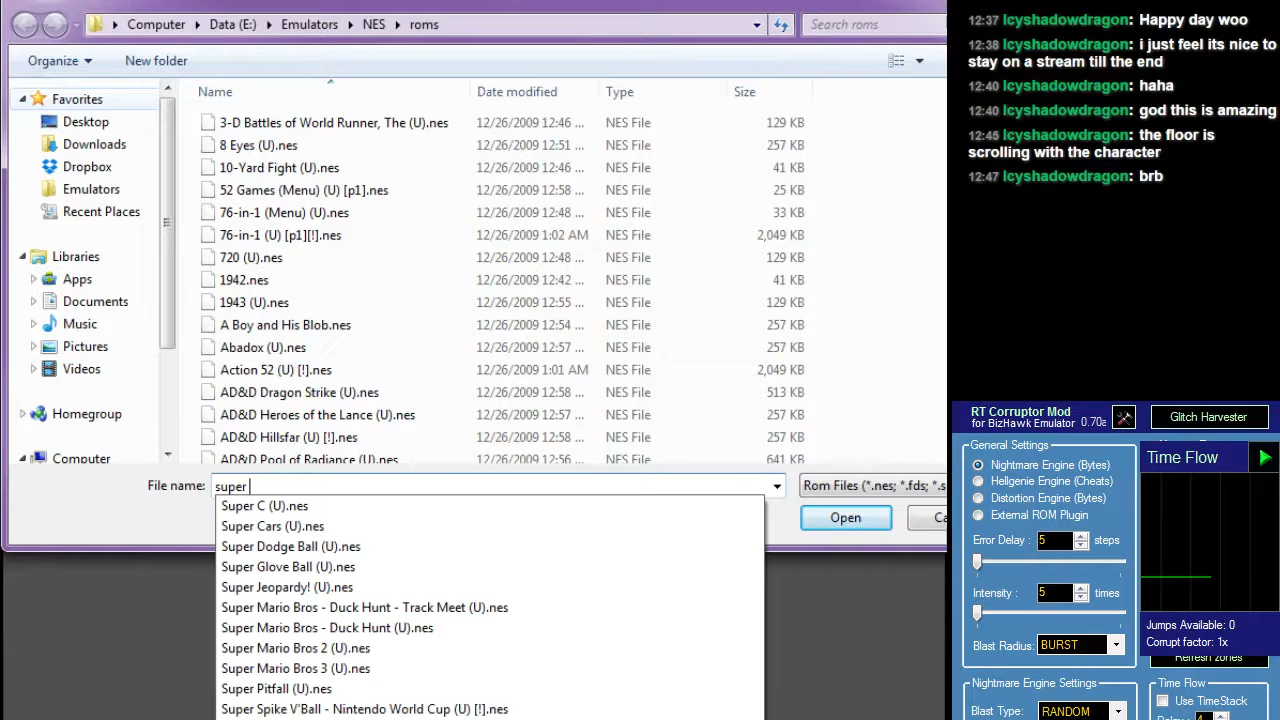 Computer ▸ Data (E:) ▸ Emulators ▸ NES ▸ roms
Search roms
Organize
New folder
Name
Date modified
Type
Size
Favorites
Desktop
Downloads
Dropbox
Emulators
Recent Places
Libraries
Apps
Documents
Music
Pictures
Videos
Homegroup
Computer
3-D Battles of World Runner, The (U).nes 12/26/2009 12:46 ... NES File 129 KB
8 Eyes (U).nes 12/26/2009 12:51 ... NES File 257 KB
10-Yard Fight (U).nes 12/26/2009 12:46 ... NES File 41 KB
52 Games (Menu) (U) [p1].nes 12/26/2009 12:58 ... NES File 25 KB
76-in-1 (Menu) (U).nes 12/26/2009 12:48 ... NES File 33 KB
76-in-1 (U) [p1][!].nes 12/26/2009 1:02 AM NES File 2,049 KB
720 (U).nes 12/26/2009 12:48 ... NES File 129 KB
1942.nes 12/26/2009 12:42 ... NES File 41 KB
1943 (U).nes 12/26/2009 12:55 ... NES File 129 KB
A Boy and His Blob.nes 12/26/2009 12:54 ... NES File 257 KB
Abadox (U).nes 12/26/2009 12:57 ... NES File 257 KB
Action 52 (U) [!].nes 12/26/2009 1:01 AM NES File 2,049 KB
AD&D Dragon Strike (U).nes 12/26/2009 12:58 ... NES File 513 KB
AD&D Heroes of the Lance (U).nes 12/26/2009 12:57 ... NES File 257 KB
AD&D Hillsfar (U) [!].nes 12/26/2009 12:58 ... NES File 257 KB
AD&D Pool of Radiance (U).nes 12/26/2009 12:58 ... NES File 641 KB
File name: super
Rom Files (*.nes; *.fds; *.s
Open
Ca
Super C (U).nes
Super Cars (U).nes
Super Dodge Ball (U).nes
Super Glove Ball (U).nes
Super Jeopardy! (U).nes
Super Mario Bros - Duck Hunt - Track Meet (U).nes
Super Mario Bros - Duck Hunt (U).nes
Super Mario Bros 2 (U).nes
Super Mario Bros 3 (U).nes
Super Pitfall (U).nes
Super Spike V'Ball - Nintendo World Cup (U) [!].nes
12:37 Icyshadowdragon: Happy day woo
12:38 Icyshadowdragon: i just feel its nice to
stay on a stream till the end
12:40 Icyshadowdragon: haha
12:40 Icyshadowdragon: god this is amazing
12:45 Icyshadowdragon: the floor is
scrolling with the character
12:47 Icyshadowdragon: brb
RT Corruptor Mod
for BizHawk Emulator 0.70a
Glitch Harvester
General Settings
Nightmare Engine (Bytes)
Hellgenie Engine (Cheats)
Distortion Engine (Bytes)
External ROM Plugin
Error Delay : 5 steps
Intensity : 5 times
Blast Radius: BURST
Time Flow
Jumps Available: 0
Corrupt factor: 1x
Refresh zones
Nightmare Engine Settings
Blast Type: RANDOM
Time Flow
Use TimeStack
Delay: 4